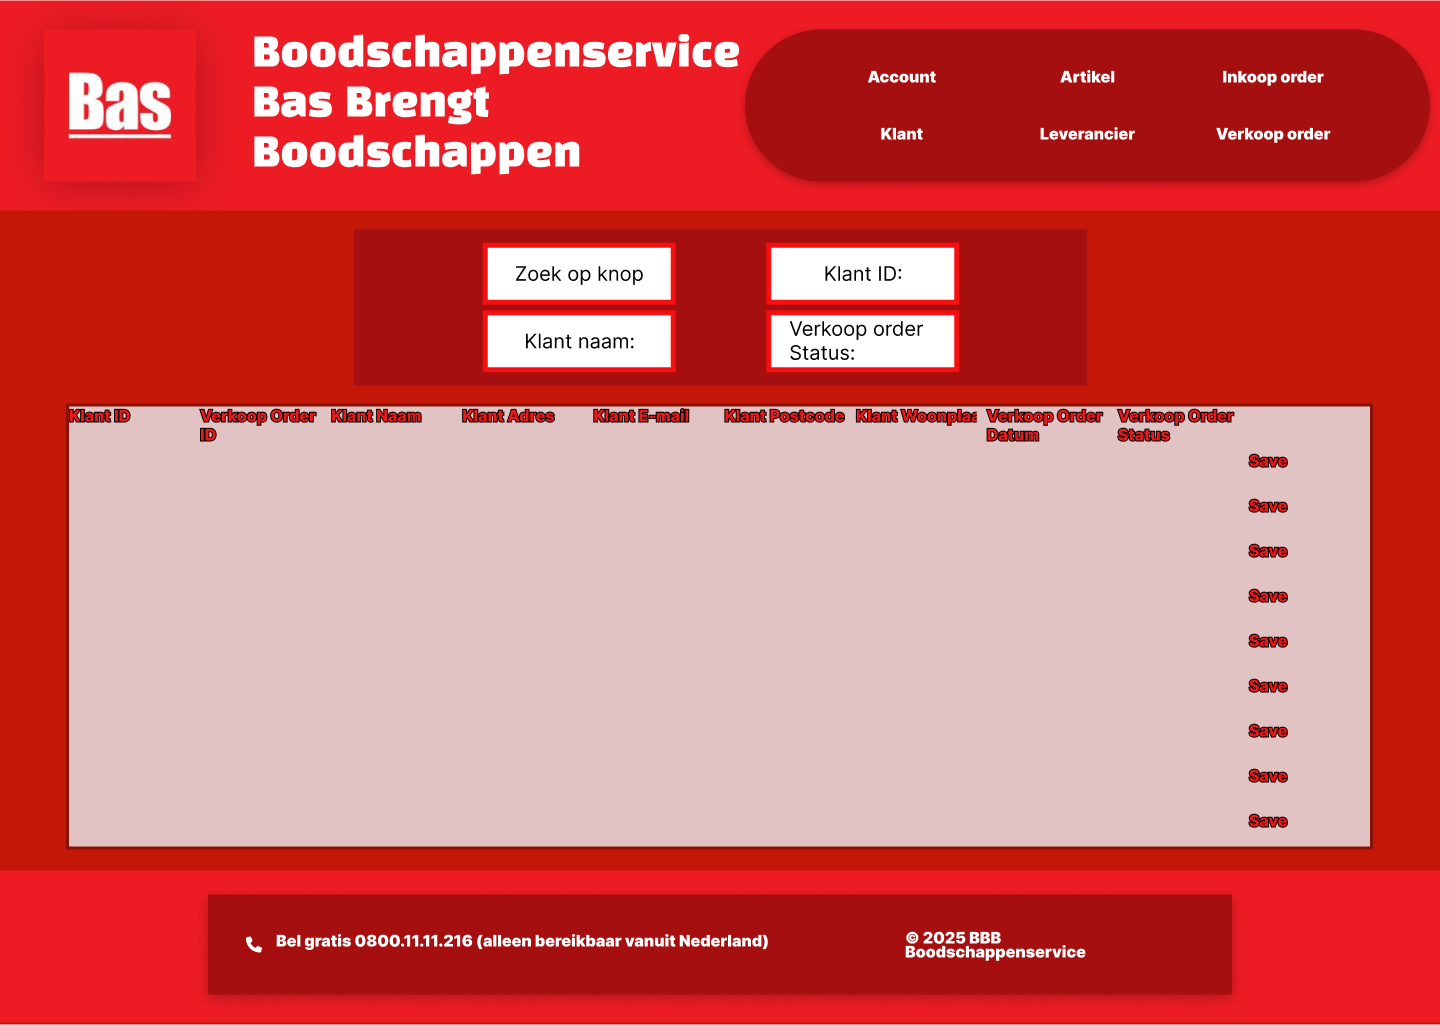 Bas
Boodschappenservice
Bas Brengt
Boodschappen
Account
Artikel
Inkoop order
Klant
Leverancier
Verkoop order
Zoek op knop
Klant ID:
Klant naam:
Verkoop order
Status:
Klant ID
Verkoop Order
ID
Klant Naam
Klant Adres
Klant E-mail
Klant Postcode
Klant Woonplaa
Verkoop Order
Datum
Verkoop Order
Status
Save
Save
Save
Save
Save
Save
Save
Save
Save
Bel gratis 0800.11.11.216 (alleen bereikbaar vanuit Nederland)
© 2025 BBB
Boodschappenservice